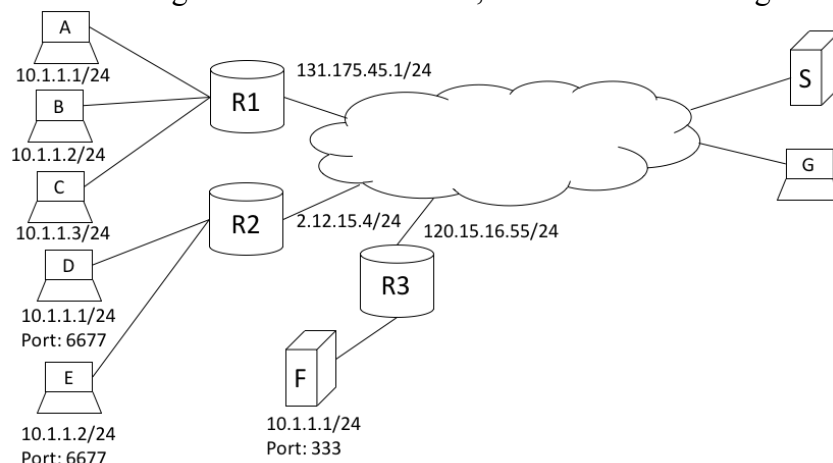 A
10.1.1.1/24
B
10.1.1.2/24
C
10.1.1.3/24
R1
131.175.45.1/24
S
G
D
10.1.1.1/24
Port: 6677
R2
2.12.15.4/24
120.15.16.55/24
R3
E
10.1.1.2/24
Port: 6677
F
10.1.1.1/24
Port: 333